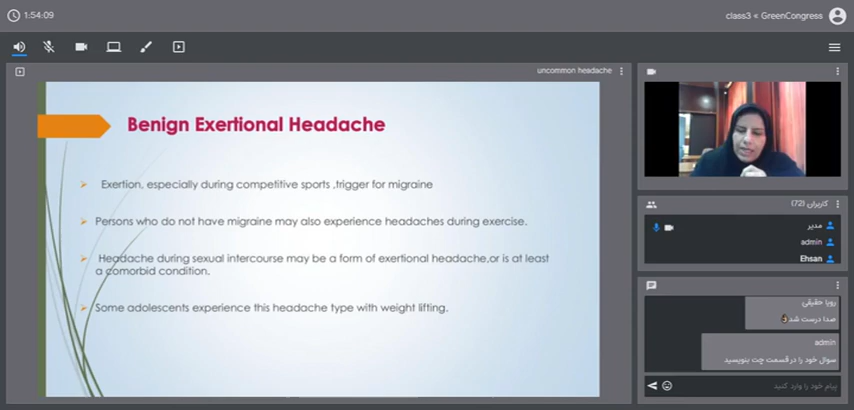 1:54:09
class3 < GreenCongress
uncommon headache
Benign Exertional Headache
Exertion, especially during competitive sports ,trigger for migraine
Persons who do not have migraine may also experience headaches during exercise.
Headache during sexual intercourse may be a form of exertional headache,or is at least
a comorbid condition.
Some adolescents experience this headache type with weight lifting.
کاربران (72)
مدیر
admin
Ehsan
رویا حقیقی
صدا درست شد
admin
سوال خود را در قسمت چت بنویسید
پیام خود را وارد کنید